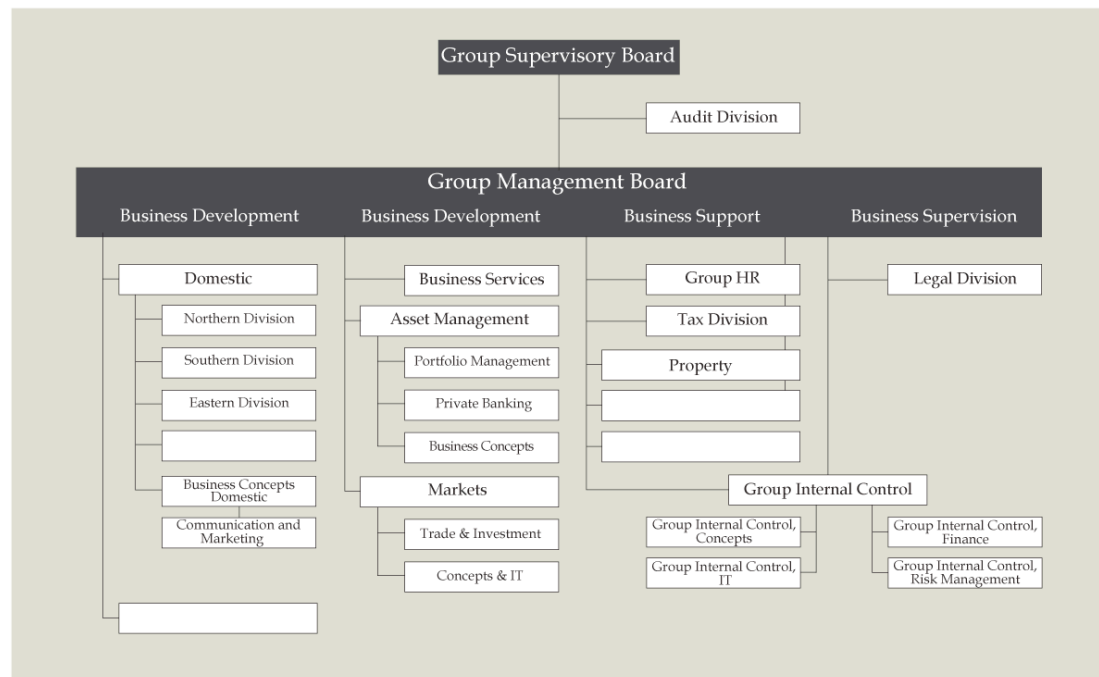 Group Supervisory Board
Audit Division
Group Management Board
Business Development
Business Development
Business Support
Business Supervision
Domestic
Northern Division
Southern Division
Eastern Division
Business Concepts
Domestic
Communication and
Marketing
Business Services
Asset Management
Portfolio Management
Private Banking
Business Concepts
Markets
Trade & Investment
Concepts & IT
Group HR
Tax Division
Property
Legal Division
Group Internal Control
Group Internal Control,
Concepts
Group Internal Control,
IT
Group Internal Control,
Finance
Group Internal Control,
Risk Management